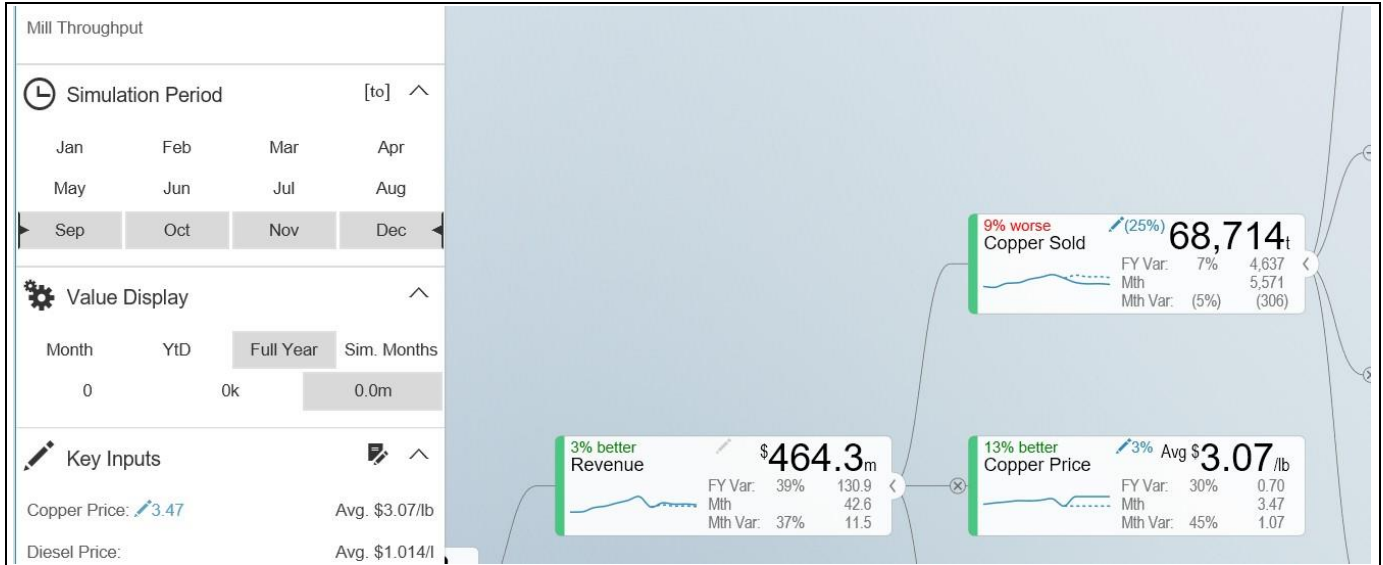 Mill Throughput
Simulation Period [to]
Jan Feb Mar Apr
May Jun Jul Aug
Sep Oct Nov Dec
Value Display
Month YtD Full Year Sim. Months
0 0k 0.0m
Key Inputs
Copper Price: 3.47 Avg. $3.07/lb
Diesel Price: Avg. $1.014/l
9% worse (25%) 68,714t
Copper Sold
FY Var: 7% 4,637
Mth 5,571
Mth Var: (5%) (306)
3% better $464.3m
Revenue
FY Var: 39% 130.9
Mth 42.6
Mth Var: 37% 11.5
13% better 3% Avg $3.07/lb
Copper Price
FY Var: 30% 0.70
Mth 3.47
Mth Var: 45% 1.07